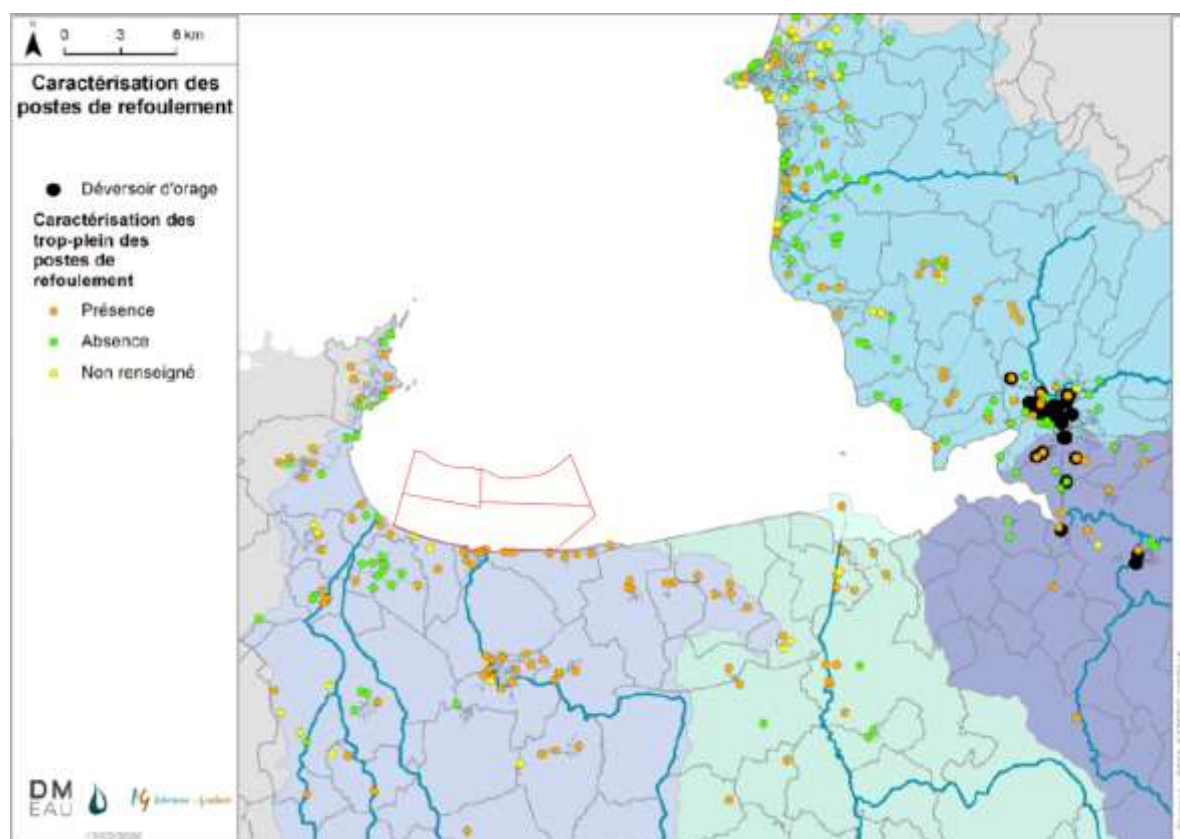 N
0 3 6 km
Caractérisation des
postes de refoulement
Déversoir d'orage
Caractérisation des
trop-plein des
postes de
refoulement
Présence
Absence
Non renseigné
DM
EAU